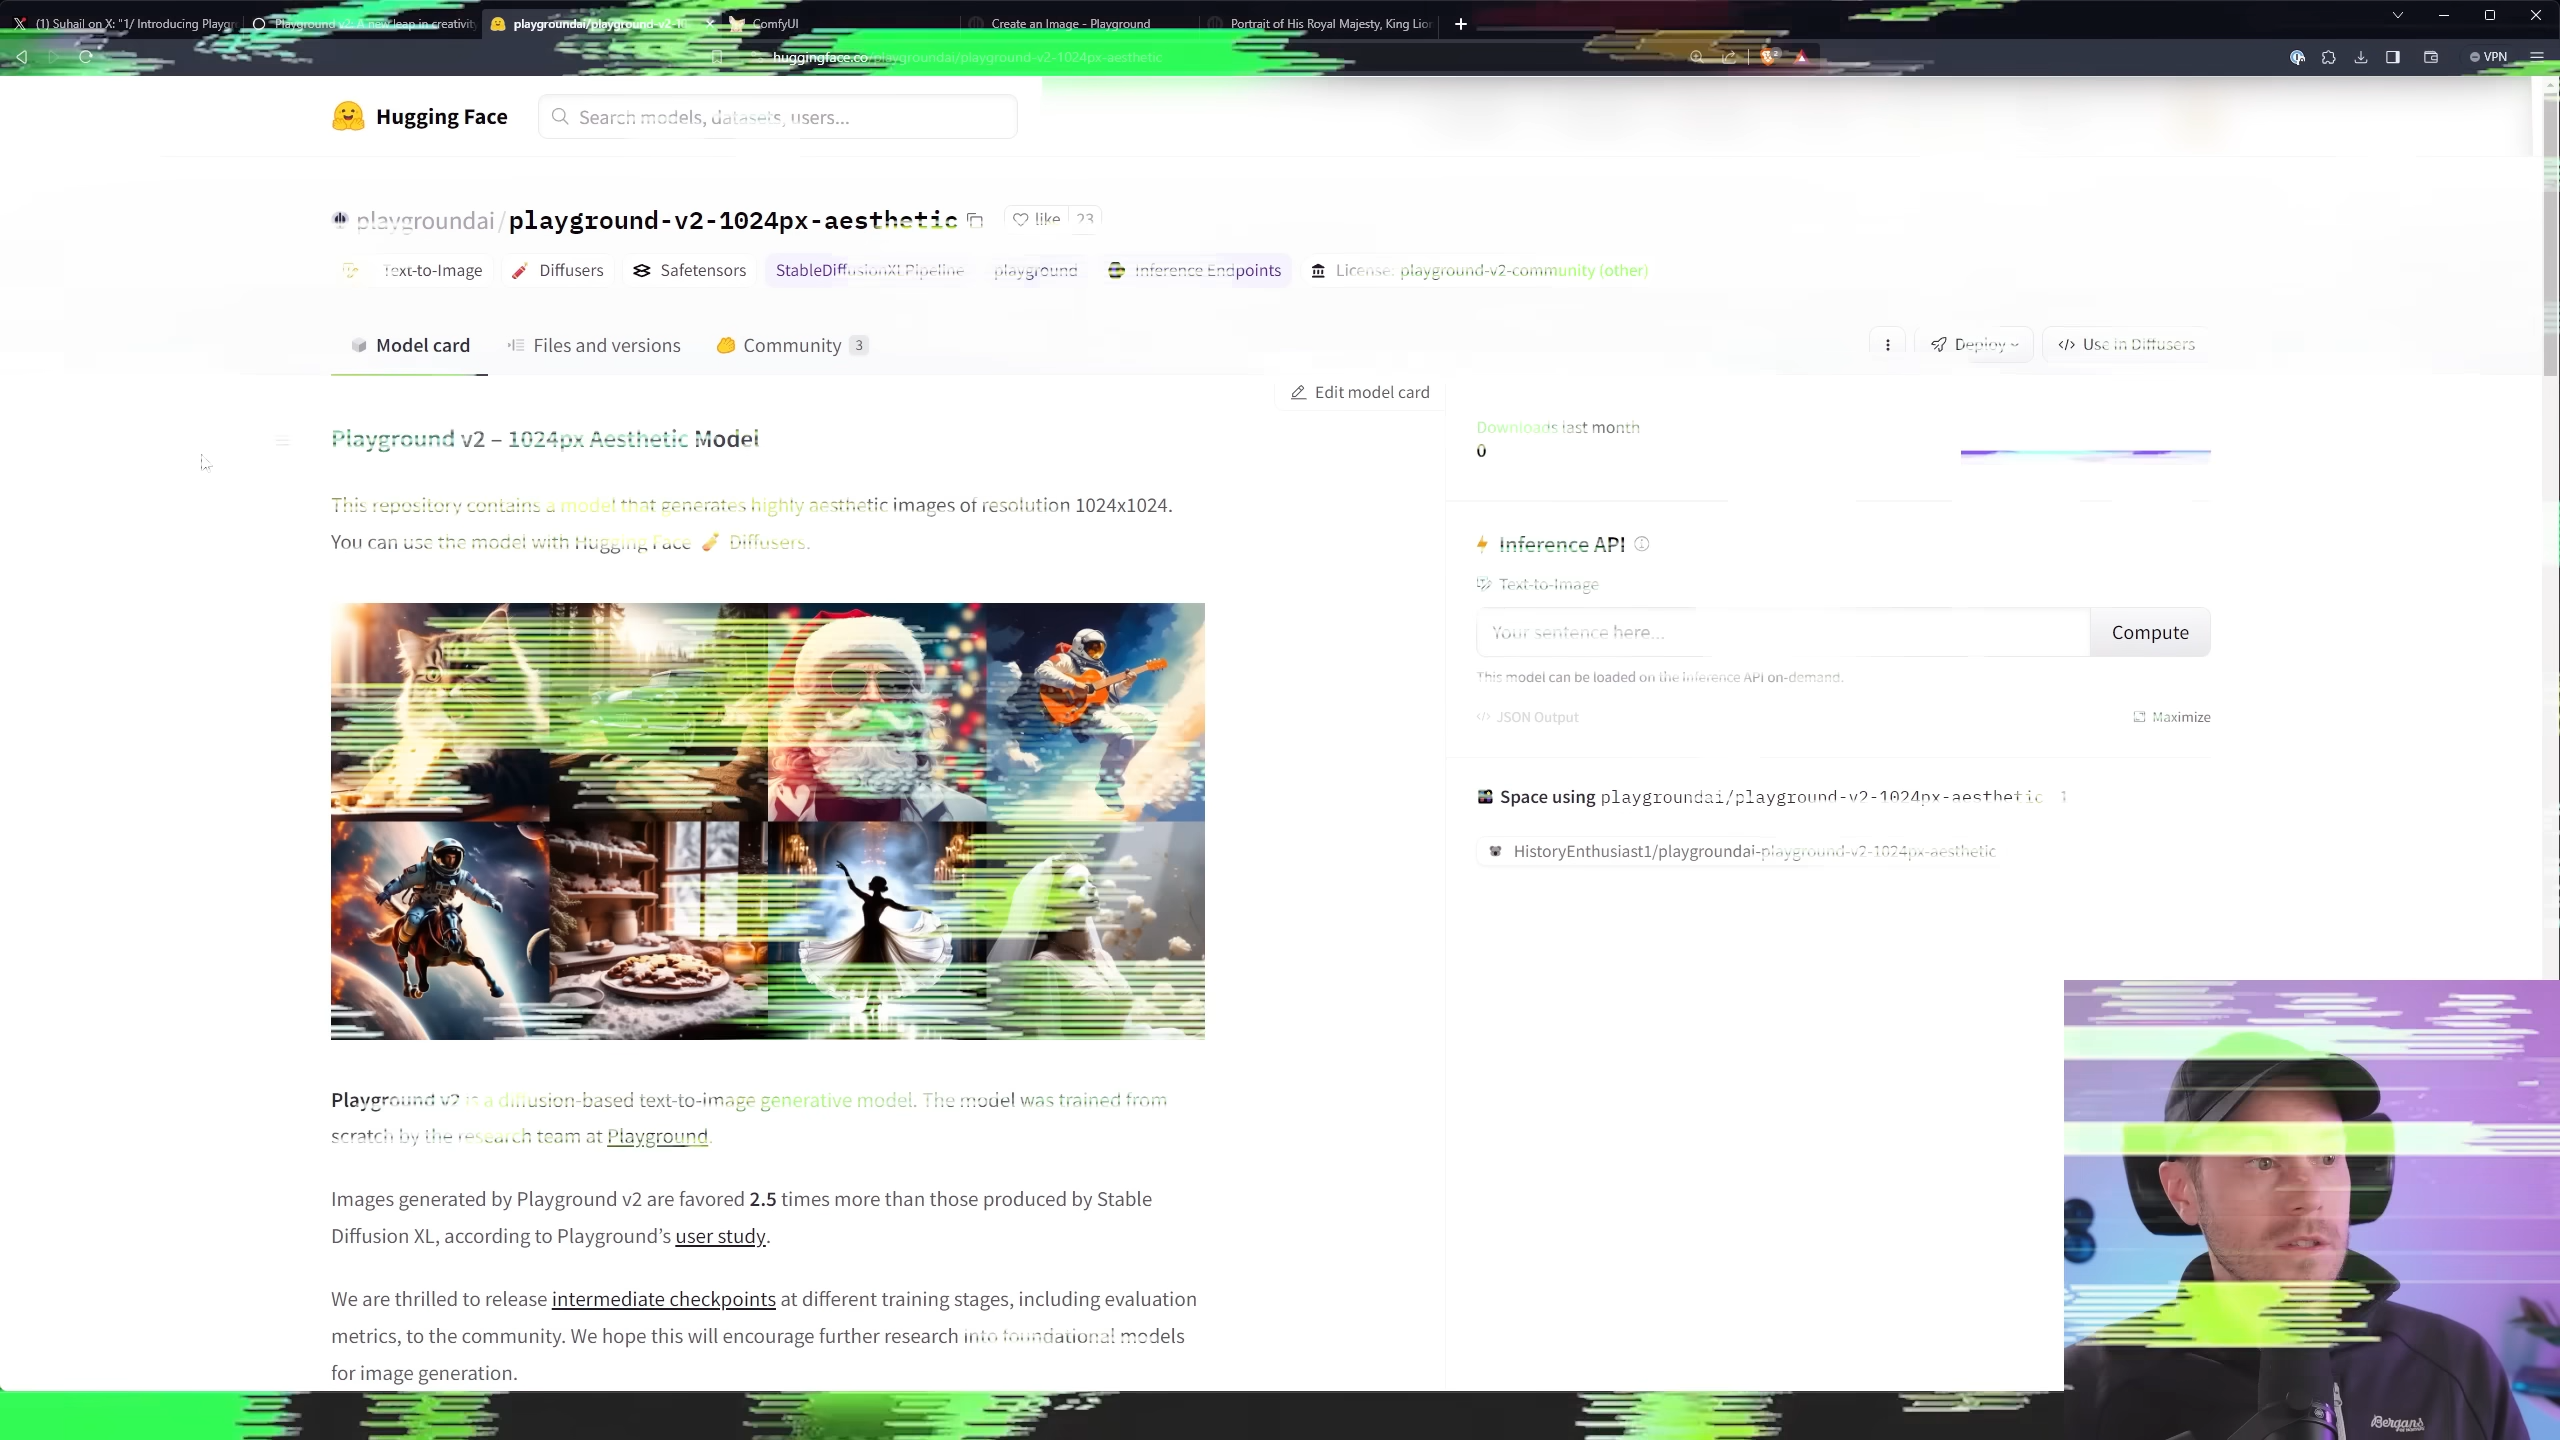 (1) Suhail on X: "1/ Introducing Playgr
Playground v2: A new leap in creativity
playgroundai/playground-v2-10
ComfyUI
Create an Image - Playground
Portrait of His Royal Majesty, King Lion
huggingface.co/playgroundai/playground-v2-1024px-aesthetic
2
VPN
Hugging Face
Search models, datasets, users...
playgroundai/playground-v2-1024px-aesthetic
like 23
Text-to-Image
Diffusers
Safetensors
StableDiffusionXLPipeline
playground
Inference Endpoints
License: playground-v2-community (other)
Model card
Files and versions
Community 3
Deploy
</> Use in Diffusers
Edit model card
Playground v2 – 1024px Aesthetic Model
This repository contains a model that generates highly aesthetic images of resolution 1024x1024.
You can use the model with Hugging Face Diffusers.
Playground v2 is a diffusion-based text-to-image generative model. The model was trained from
scratch by the research team at Playground.
Images generated by Playground v2 are favored 2.5 times more than those produced by Stable
Diffusion XL, according to Playground's user study.
We are thrilled to release intermediate checkpoints at different training stages, including evaluation
metrics, to the community. We hope this will encourage further research into foundational models
for image generation.
Downloads last month
0
Inference API
Text-to-Image
Your sentence here...
Compute
This model can be loaded on the Inference API on-demand.
</> JSON Output
Maximize
Space using playgroundai/playground-v2-1024px-aesthetic 1
HistoryEnthusiast1/playgroundai-playground-v2-1024px-aesthetic
Bergans